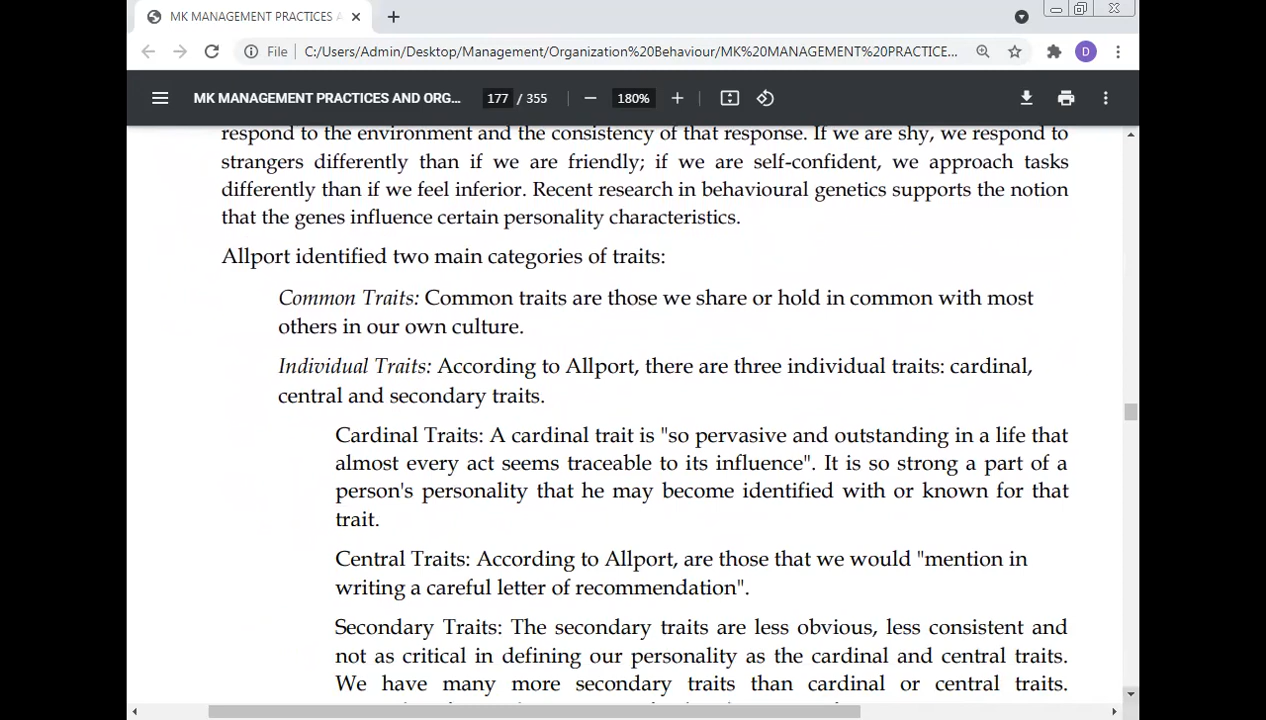 MK MANAGEMENT PRACTICES A
File C:/Users/Admin/Desktop/Management/Organization%20Behaviour/MK%20MANAGEMENT%20PRACTICE...
D
MK MANAGEMENT PRACTICES AND ORG... 177 / 355 180%
respond to the environment and the consistency of that response. If we are shy, we respond to
strangers differently than if we are friendly; if we are self-confident, we approach tasks
differently than if we feel inferior. Recent research in behavioural genetics supports the notion
that the genes influence certain personality characteristics.
Allport identified two main categories of traits:
Common Traits: Common traits are those we share or hold in common with most
others in our own culture.
Individual Traits: According to Allport, there are three individual traits: cardinal,
central and secondary traits.
Cardinal Traits: A cardinal trait is "so pervasive and outstanding in a life that
almost every act seems traceable to its influence". It is so strong a part of a
person's personality that he may become identified with or known for that
trait.
Central Traits: According to Allport, are those that we would "mention in
writing a careful letter of recommendation".
Secondary Traits: The secondary traits are less obvious, less consistent and
not as critical in defining our personality as the cardinal and central traits.
We have many more secondary traits than cardinal or central traits.